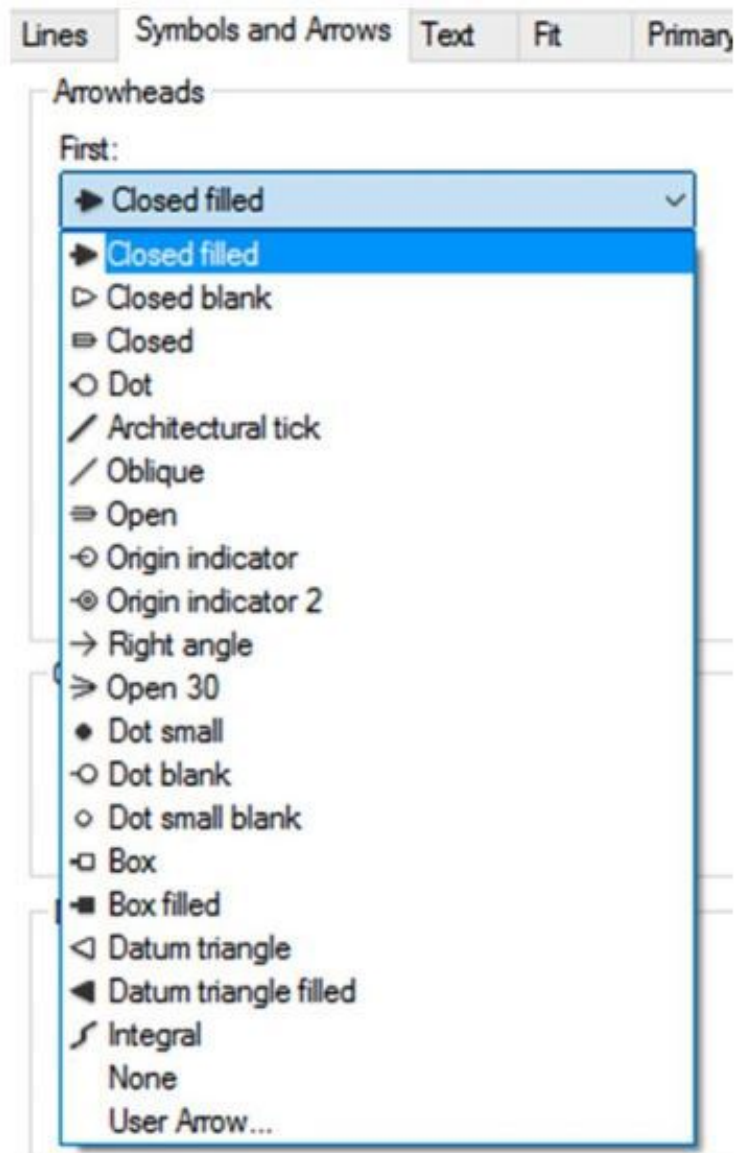 Lines Symbols and Arrows Text Fit Primary
Arrowheads
First:
Closed filled
Closed filled
Closed blank
Closed
Dot
Architectural tick
Oblique
Open
Origin indicator
Origin indicator 2
Right angle
Open 30
Dot small
Dot blank
Dot small blank
Box
Box filled
Datum triangle
Datum triangle filled
Integral
None
User Arrow...